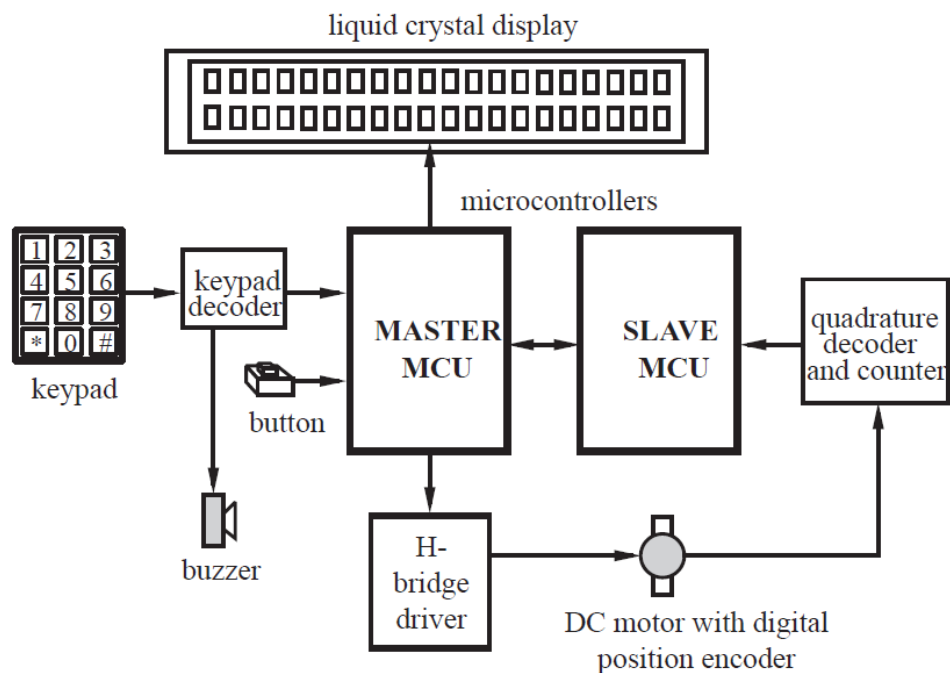 liquid crystal display
microcontrollers
1 2 3
4 5 6
7 8 9
* 0 #
keypad
keypad
decoder
button
buzzer
MASTER
MCU
SLAVE
MCU
quadrature
decoder
and counter
H-
bridge
driver
DC motor with digital
position encoder